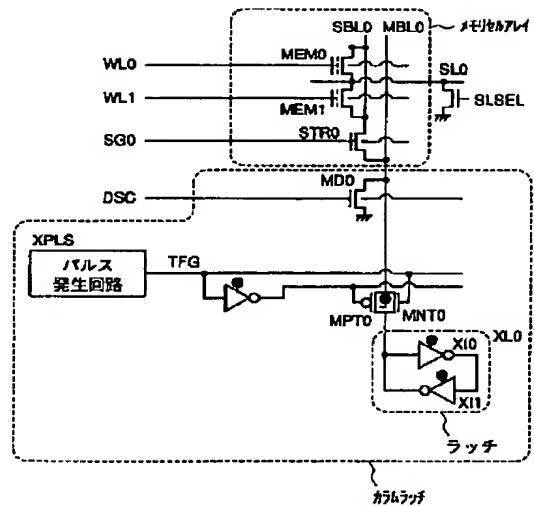 SBL0 MBL0
メモリセルアレイ
WL0
MEM0
SL0
WL1
MEM1
SLSEL
SG0
STR0
DSC
MD0
XPLS
パルス
発生回路
TFG
MPT0
MNT0
XL0
XI0
XI1
ラッチ
カラムラッチ